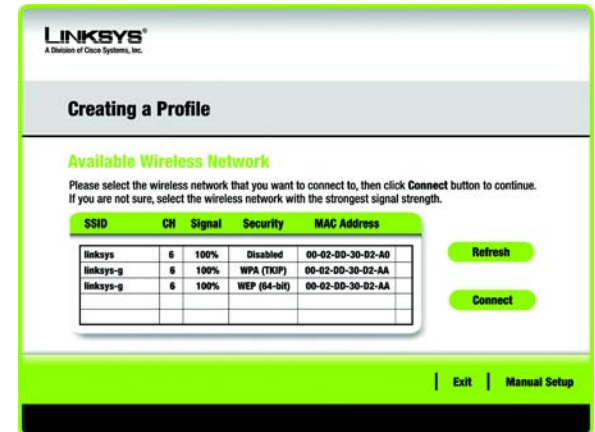 LINKSYS®
A Division of Cisco Systems, Inc.
Creating a Profile
Available Wireless Network
Please select the wireless network that you want to connect to, then click Connect button to continue.
If you are not sure, select the wireless network with the strongest signal strength.
SSID CH Signal Security MAC Address
linksys 6 100% Disabled 00-02-DD-30-D2-A0
linksys-g 6 100% WPA (TKIP) 00-02-DD-30-D2-AA
linksys-g 6 100% WEP (64-bit) 00-02-DD-30-D2-AA
Refresh
Connect
Exit Manual Setup